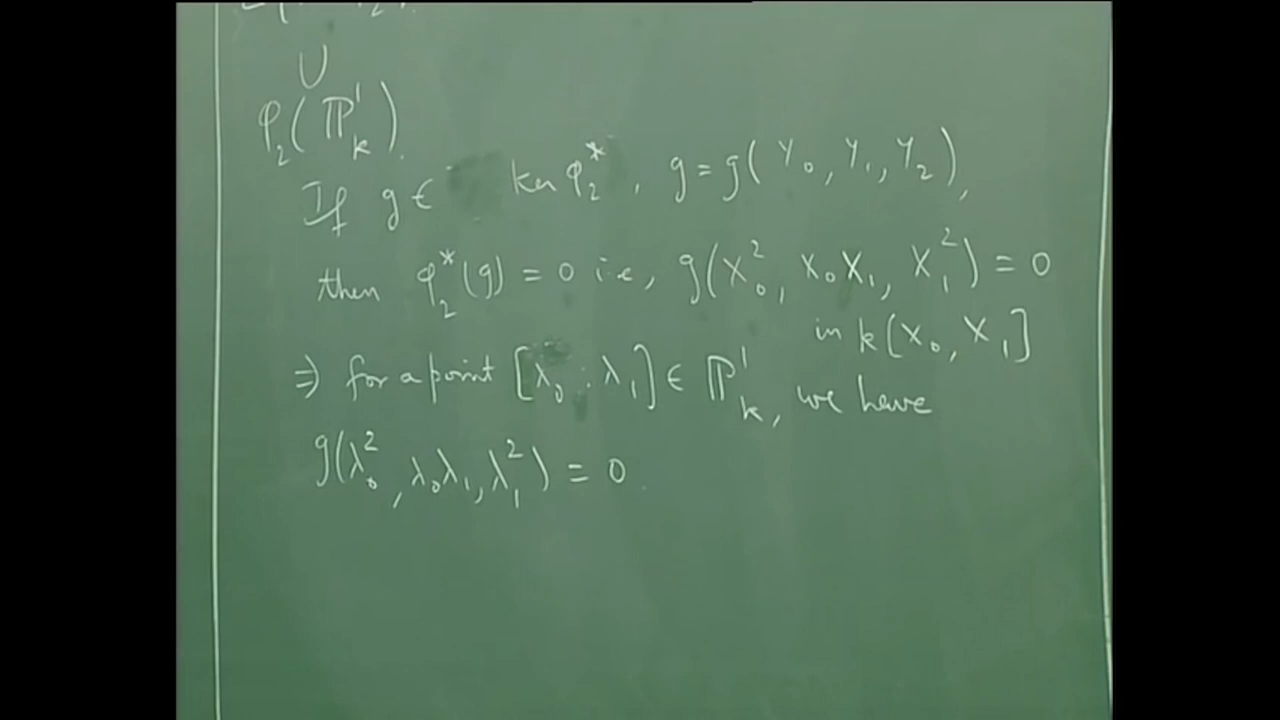 ∪
φ₂(ℙ¹ₖ).
If g ∈ ker φ₂*, g = g(Y₀, Y₁, Y₂),
then φ₂*(g) = 0 i.e., g(X₀², X₀X₁, X₁²) = 0
in k[X₀, X₁]
⇒ for a point [λ₀ : λ₁] ∈ ℙ¹ₖ, we have
g(λ₀², λ₀λ₁, λ₁²) = 0